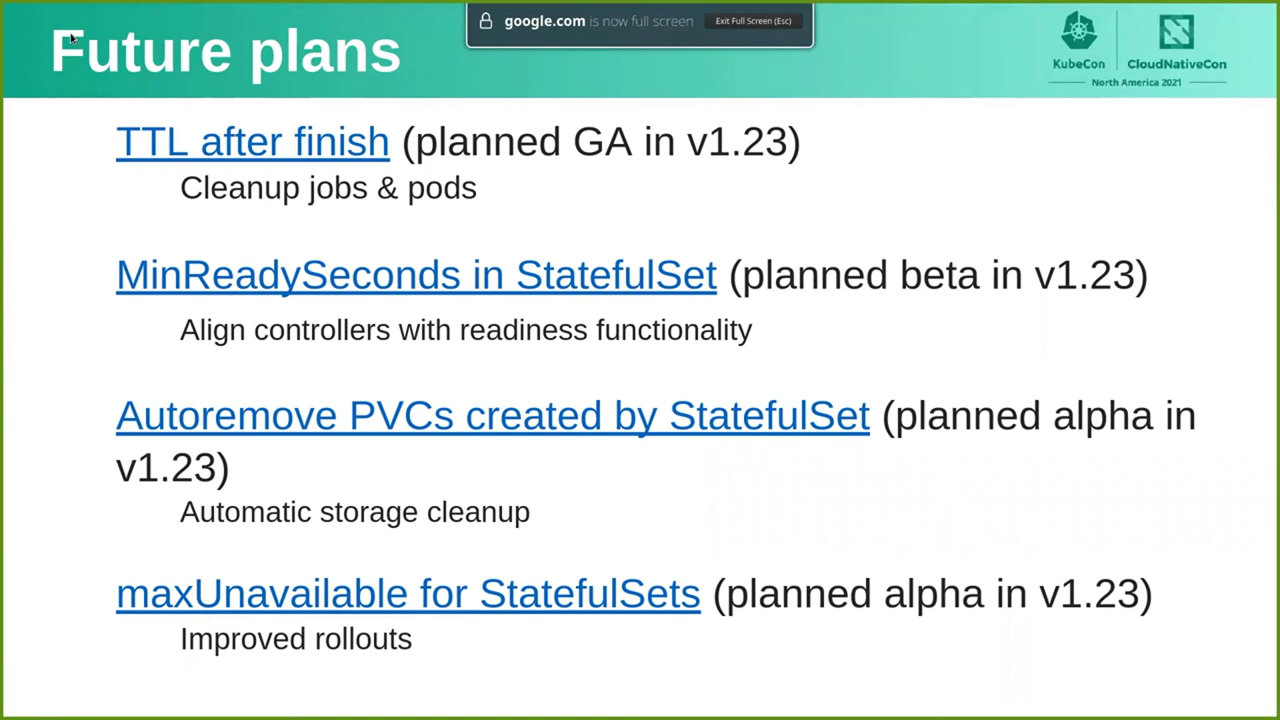 google.com is now full screen Exit Full Screen (Esc)
Future plans
KubeCon CloudNativeCon
North America 2021
TTL after finish (planned GA in v1.23)
Cleanup jobs & pods
MinReadySeconds in StatefulSet (planned beta in v1.23)
Align controllers with readiness functionality
Autoremove PVCs created by StatefulSet (planned alpha in
v1.23)
Automatic storage cleanup
maxUnavailable for StatefulSets (planned alpha in v1.23)
Improved rollouts